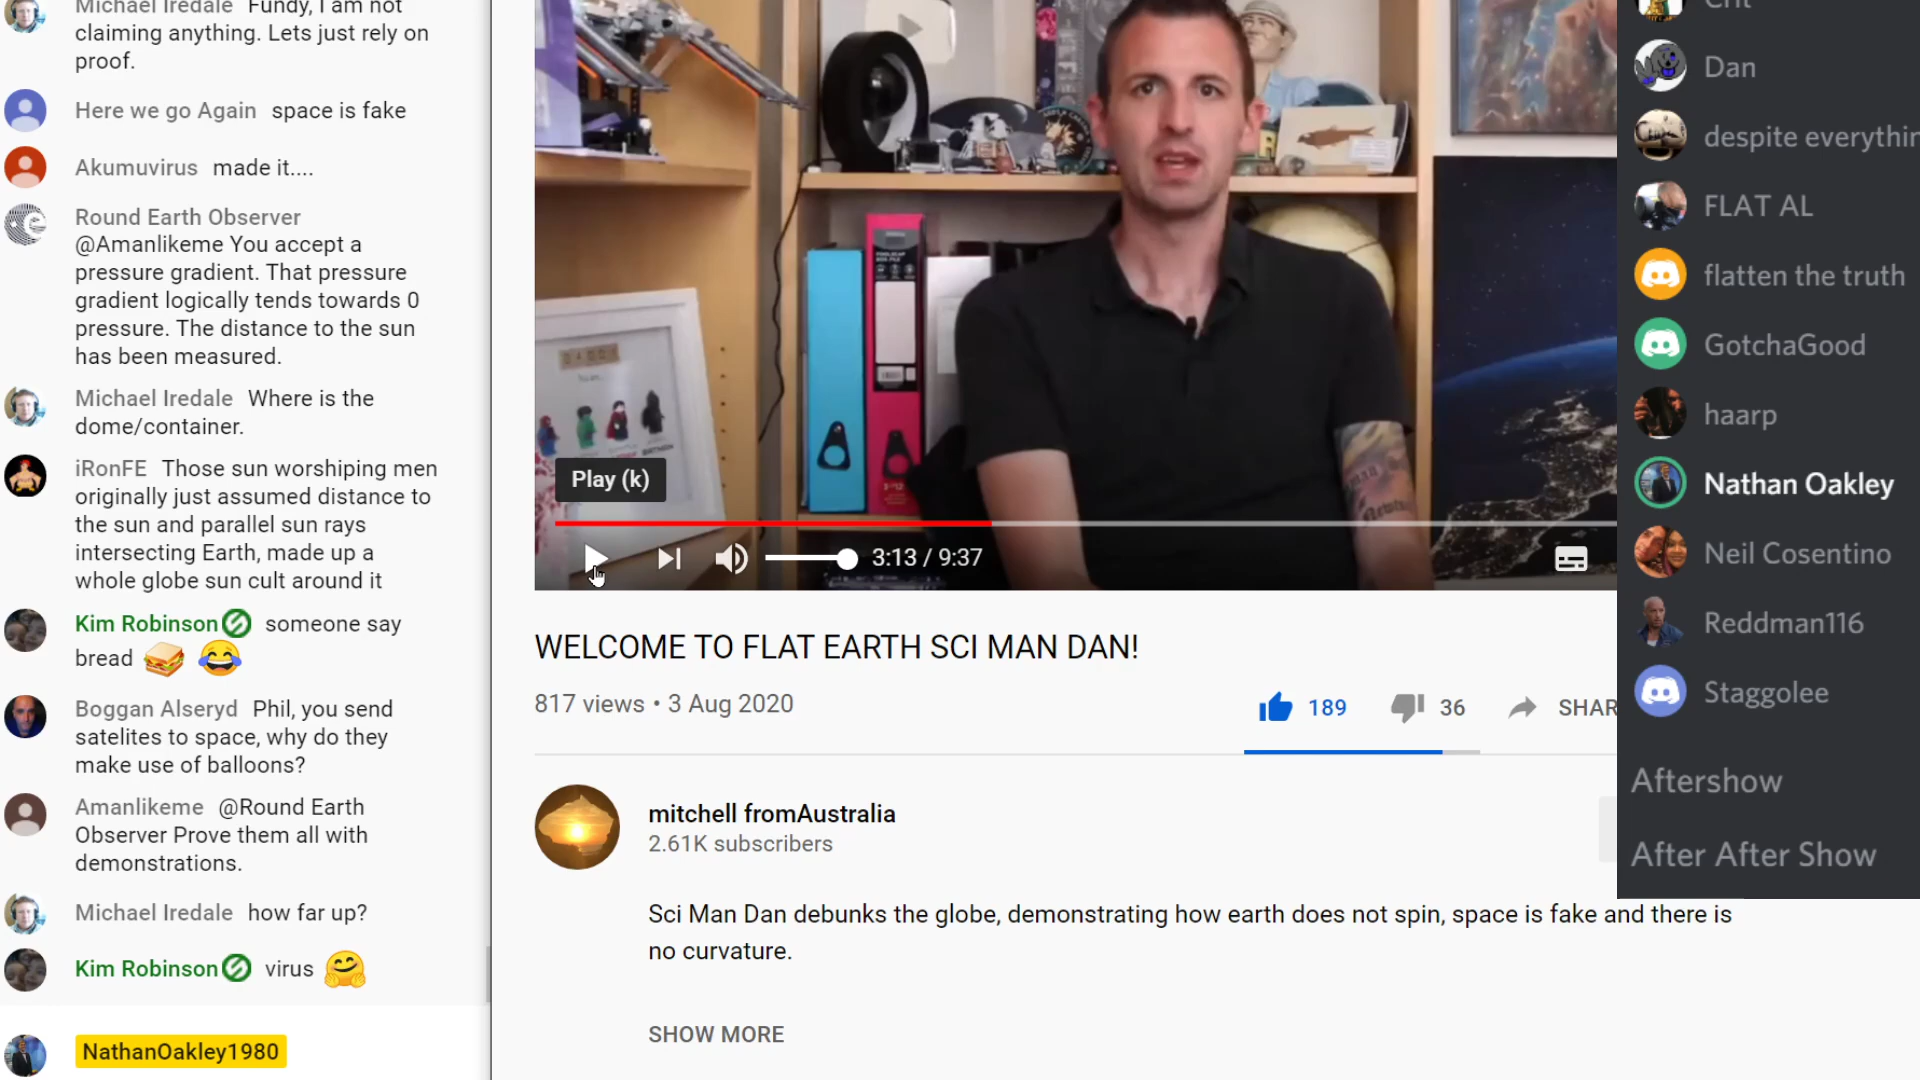 Michael Iredale Fundy, I am not
claiming anything. Lets just rely on
proof.
Here we go Again space is fake
Akumuvirus made it....
Round Earth Observer
@Amanlikeme You accept a
pressure gradient. That pressure
gradient logically tends towards 0
pressure. The distance to the sun
has been measured.
Michael Iredale Where is the
dome/container.
iRonFE Those sun worshiping men
originally just assumed distance to
the sun and parallel sun rays
intersecting Earth, made up a
whole globe sun cult around it
Kim Robinson someone say
bread 🥪 😂
Boggan Alseryd Phil, you send
satelites to space, why do they
make use of balloons?
Amanlikeme @Round Earth
Observer Prove them all with
demonstrations.
Michael Iredale how far up?
Kim Robinson virus 🤗
NathanOakley1980
DADDY
Play (k)
3:13 / 9:37
WELCOME TO FLAT EARTH SCI MAN DAN!
817 views • 3 Aug 2020
189
36
SHAR
mitchell fromAustralia
2.61K subscribers
Sci Man Dan debunks the globe, demonstrating how earth does not spin, space is fake and there is
no curvature.
SHOW MORE
Dan
despite everythin
FLAT AL
flatten the truth
GotchaGood
haarp
Nathan Oakley
Neil Cosentino
Reddman116
Staggolee
Aftershow
After After Show